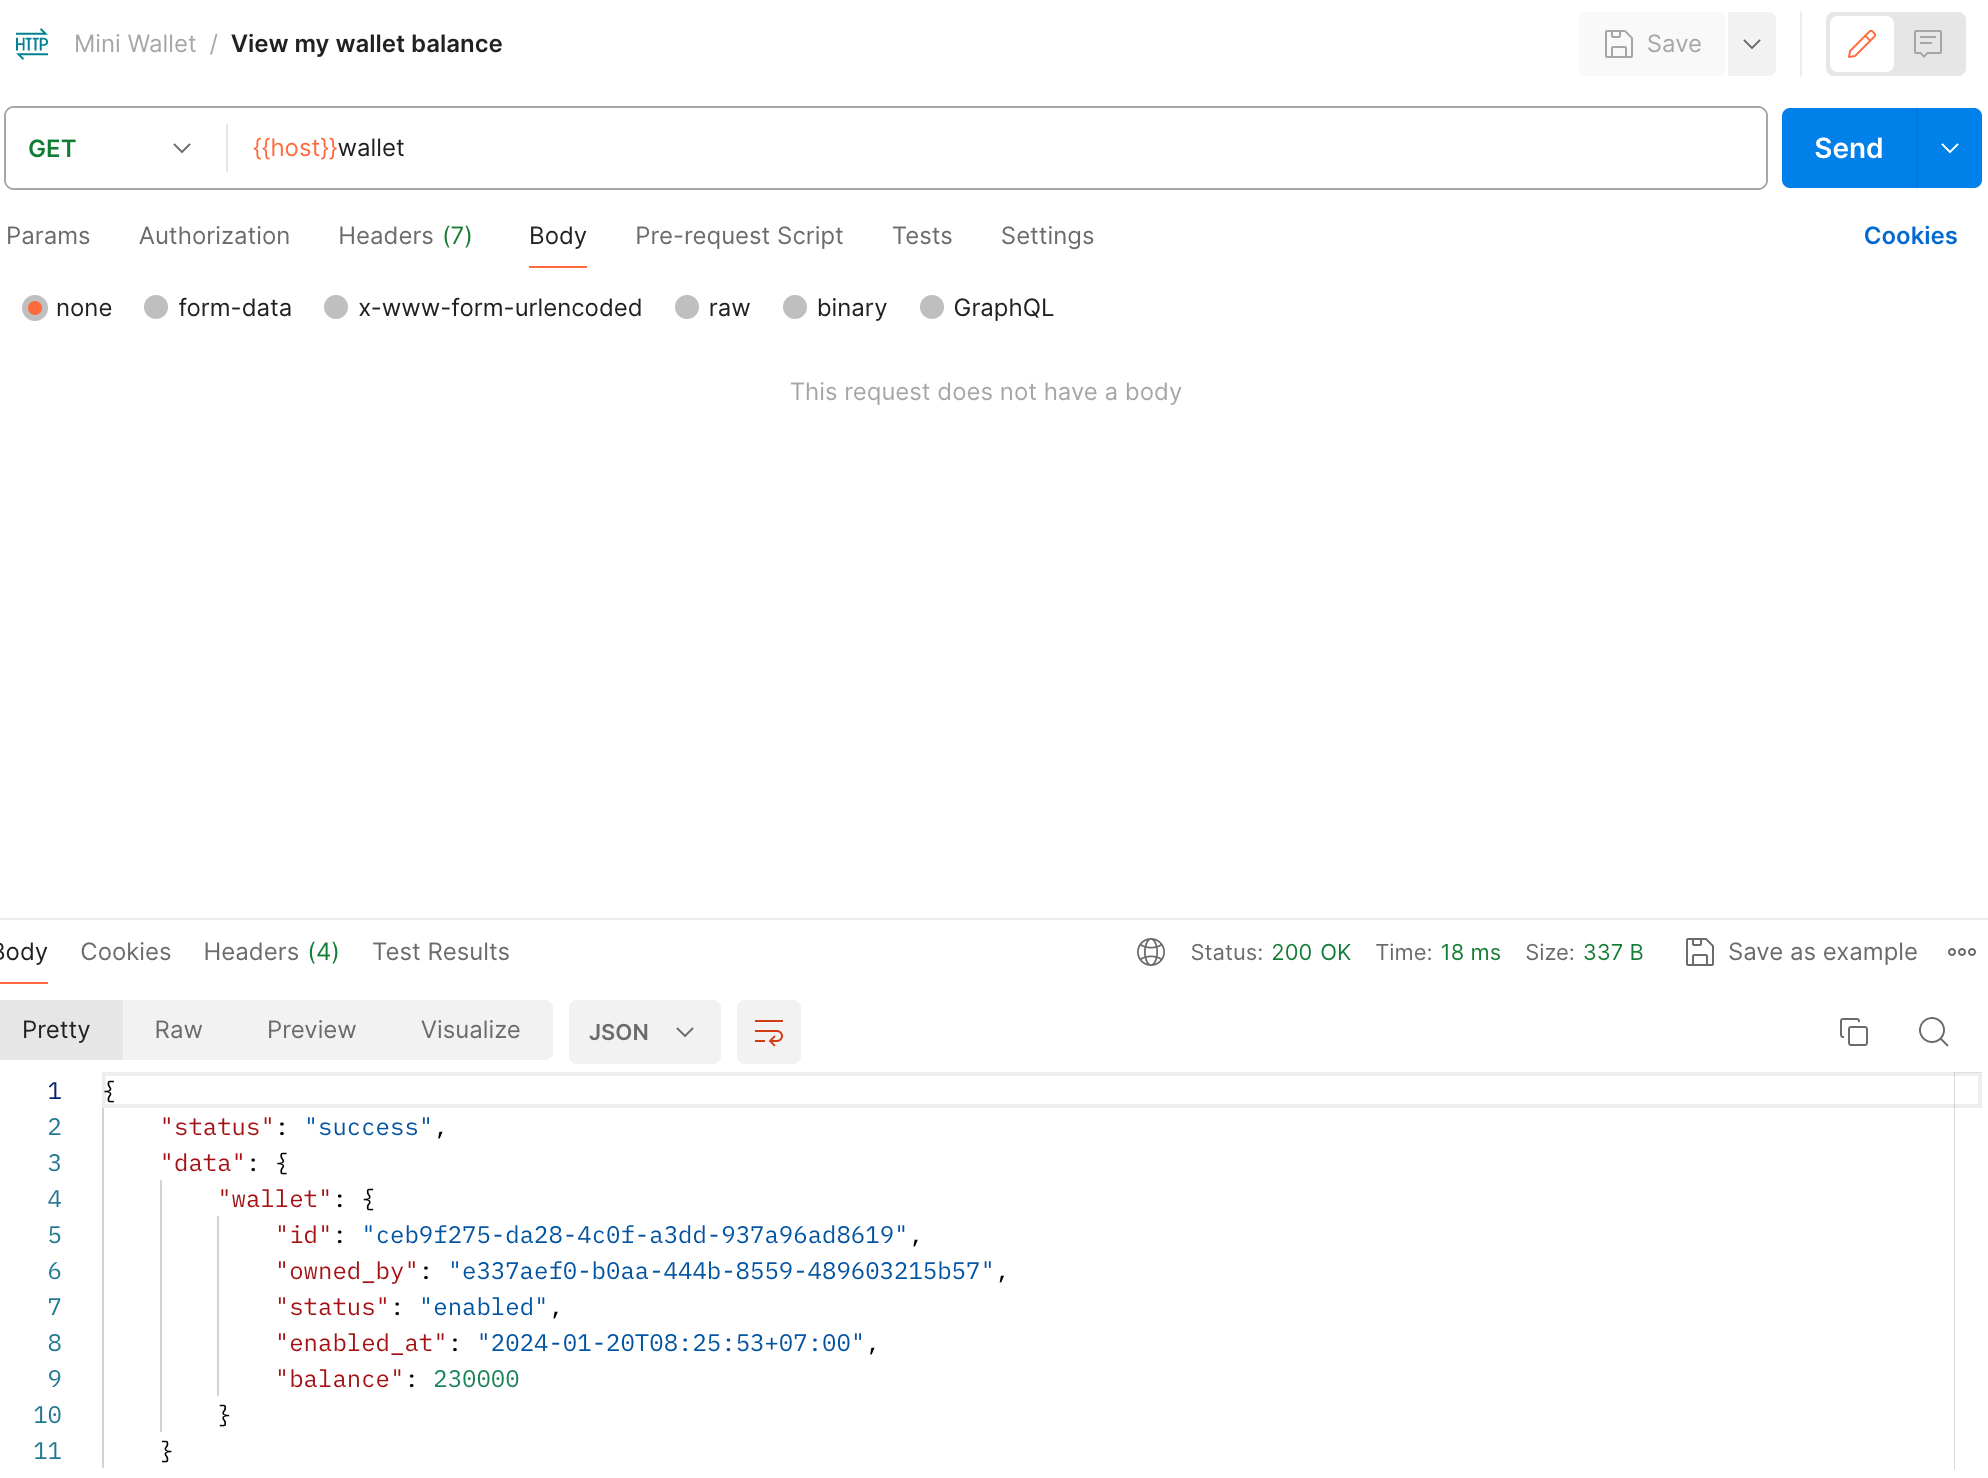 HTTP Mini Wallet / View my wallet balance Save
GET {{host}}wallet Send
Params Authorization Headers (7) Body Pre-request Script Tests Settings Cookies
none form-data x-www-form-urlencoded raw binary GraphQL
This request does not have a body
Body Cookies Headers (4) Test Results Status: 200 OK Time: 18 ms Size: 337 B Save as example
Pretty Raw Preview Visualize JSON
1 {
2 "status": "success",
3 "data": {
4 "wallet": {
5 "id": "ceb9f275-da28-4c0f-a3dd-937a96ad8619",
6 "owned_by": "e337aef0-b0aa-444b-8559-489603215b57",
7 "status": "enabled",
8 "enabled_at": "2024-01-20T08:25:53+07:00",
9 "balance": 230000
10 }
11 }